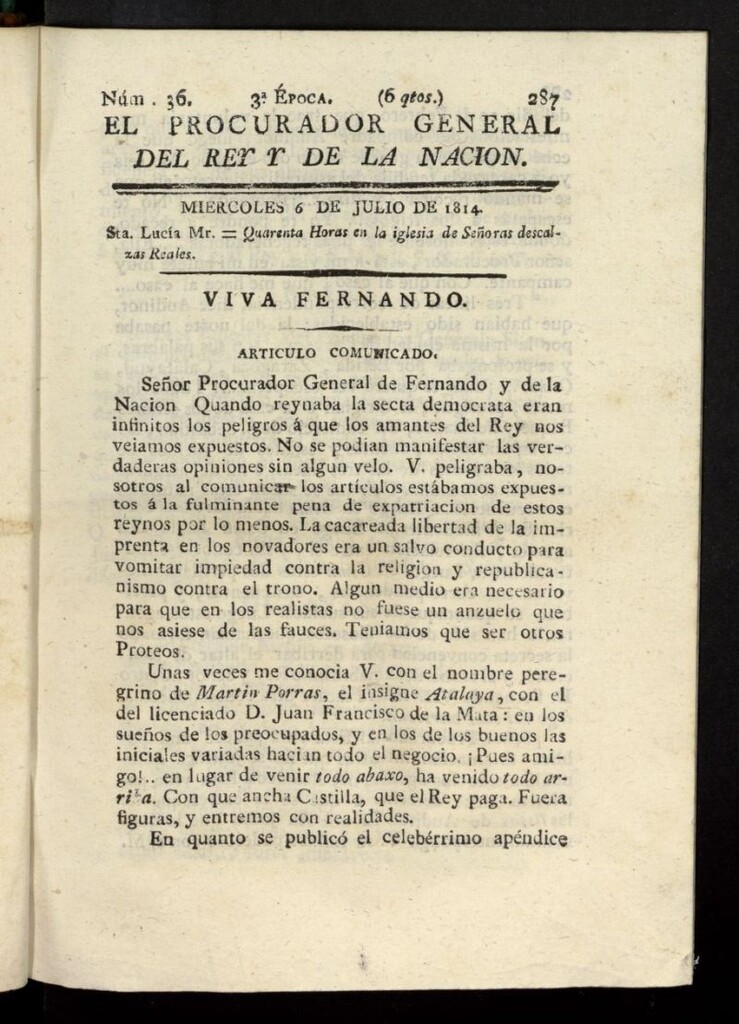 Núm. 36. 3ª ÉPOCA. (6 qtos.) 287
EL PROCURADOR GENERAL
DEL REY Y DE LA NACION.
MIERCOLES 6 DE JULIO DE 1814.
Sta. Lucía Mr. = Quarenta Horas en la iglesia de Señoras descal-
zas Reales.
VIVA FERNANDO.
ARTICULO COMUNICADO.
Señor Procurador General de Fernando y de la
Nacion Quando reynaba la secta democrata eran
infinitos los peligros á que los amantes del Rey nos
veiamos expuestos. No se podian manifestar las ver-
daderas opiniones sin algun velo. V. peligraba, no-
sotros al comunicar los artículos estábamos expues-
tos á la fulminante pena de expatriacion de estos
reynos por lo menos. La cacareada libertad de la im-
prenta en los novadores era un salvo conducto para
vomitar impiedad contra la religion y republica-
nismo contra el trono. Algun medio era necesario
para que en los realistas no fuese un anzuelo que
nos asiese de las fauces. Teniamos que ser otros
Proteos.
Unas veces me conocia V. con el nombre pere-
grino de Martin Porras, el insigne Atalaya, con el
del licenciado D. Juan Francisco de la Mata: en los
sueños de los preocupados, y en los de los buenos las
iniciales variadas hacian todo el negocio. ¡Pues ami-
go!.. en lugar de venir todo abaxo, ha venido todo ar-
riba. Con que ancha Castilla, que el Rey paga. Fuera
figuras, y entremos con realidades.
En quanto se publicó el celebérrimo apéndice